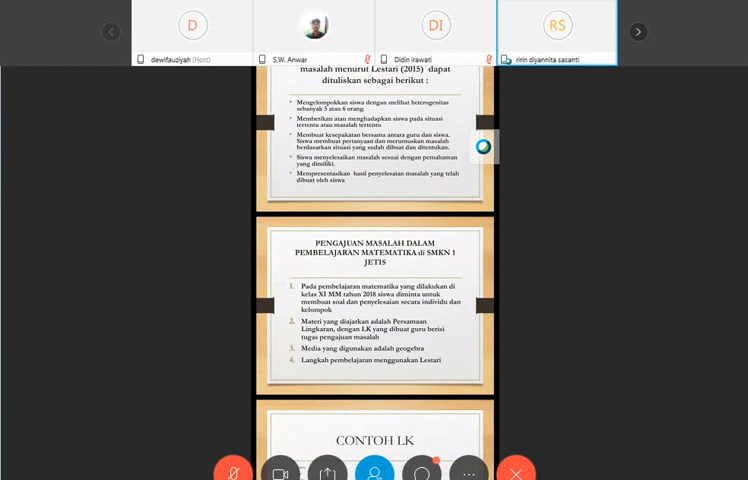 D
DI
RS
dewifauziyah (Host)
S.W. Anwar
Didin irawati
ririn diyannita sasanti
masalah menurut Lestari (2015) dapat
dituliskan sebagai berikut :
• Mengelompokkan siswa dengan melihat heterogenitas
sebanyak 5 atau 6 orang.
• Memberikan atau menghadapkan siswa pada situasi
tertentu atau masalah tertentu
• Membuat kesepakatan bersama antara guru dan siswa.
Siswa membuat pertanyaan dan merumuskan masalah
berdasarkan situasi yang sudah dibuat dan ditentukan.
• Siswa menyelesaikan masalah sesuai dengan pemahaman
yang dimiliki.
• Mempresentasikan hasil penyelesaian masalah yang telah
dibuat oleh siswa
PENGAJUAN MASALAH DALAM
PEMBELAJARAN MATEMATIKA di SMKN 1
JETIS
1. Pada pembelajaran matematika yang dilakukan di
kelas XI MM tahun 2018 siswa diminta untuk
membuat soal dan penyelesaian secara individu dan
kelompok
2. Materi yang diajarkan adalah Persamaan
Lingkaran, dengan LK yang dibuat guru berisi
tugas pengajuan masalah
3. Media yang digunakan adalah geogebra
4. Langkah pembelajaran menggunakan Lestari
CONTOH LK